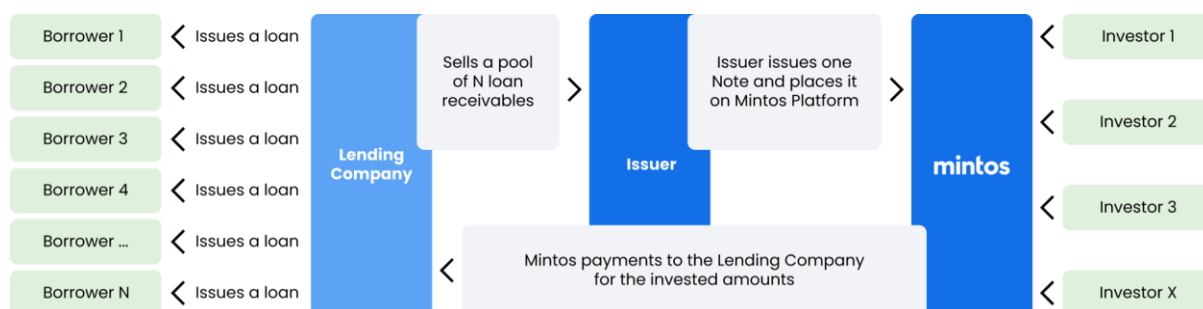 Borrower 1
Issues a loan
Borrower 2
Issues a loan
Borrower 3
Issues a loan
Borrower 4
Issues a loan
Borrower ...
Issues a loan
Borrower N
Issues a loan
Lending
Company
Sells a pool
of N loan
receivables
Issuer
Issuer issues one
Note and places it
on Mintos Platform
mintos
Mintos payments to the Lending Company
for the invested amounts
Investor 1
Investor 2
Investor 3
Investor X